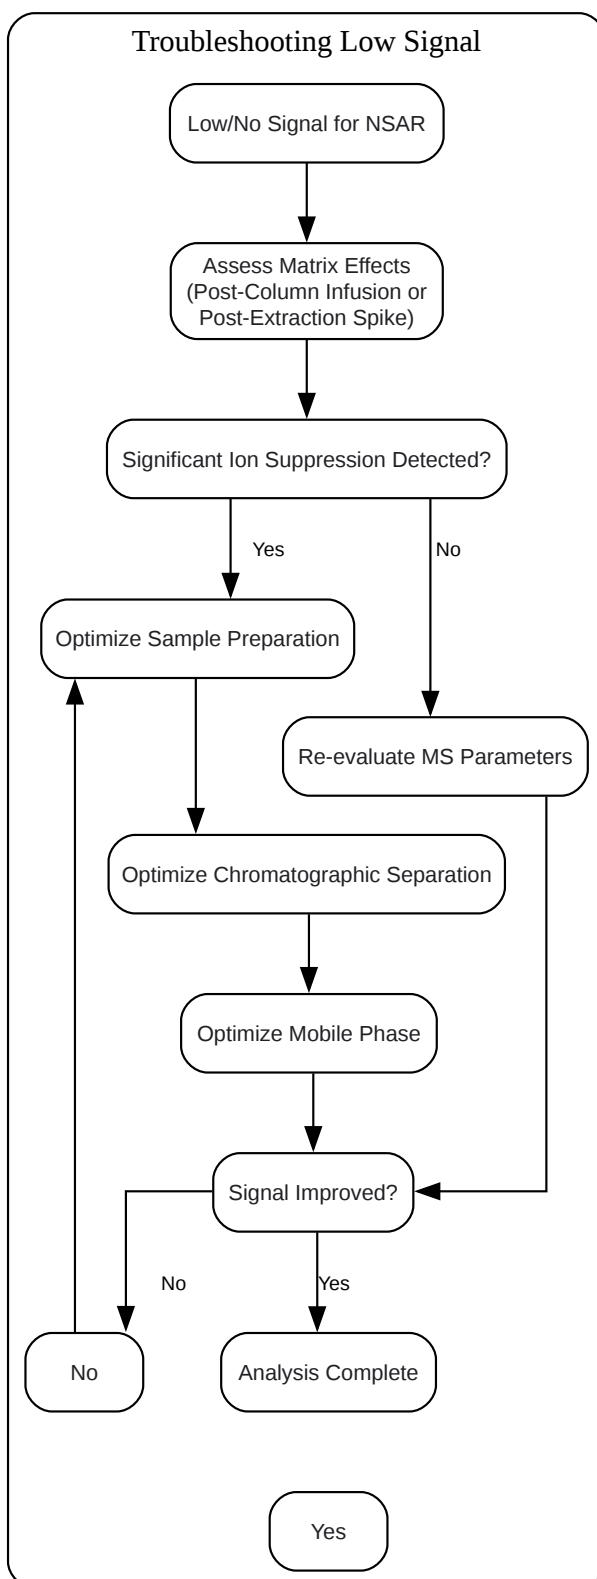 Troubleshooting Low Signal
Low/No Signal for NSAR
Assess Matrix Effects
(Post-Column Infusion or
Post-Extraction Spike)
Significant Ion Suppression Detected?
Yes
No
Optimize Sample Preparation
Re-evaluate MS Parameters
Optimize Chromatographic Separation
Optimize Mobile Phase
Signal Improved?
No
Yes
No
Analysis Complete
Yes